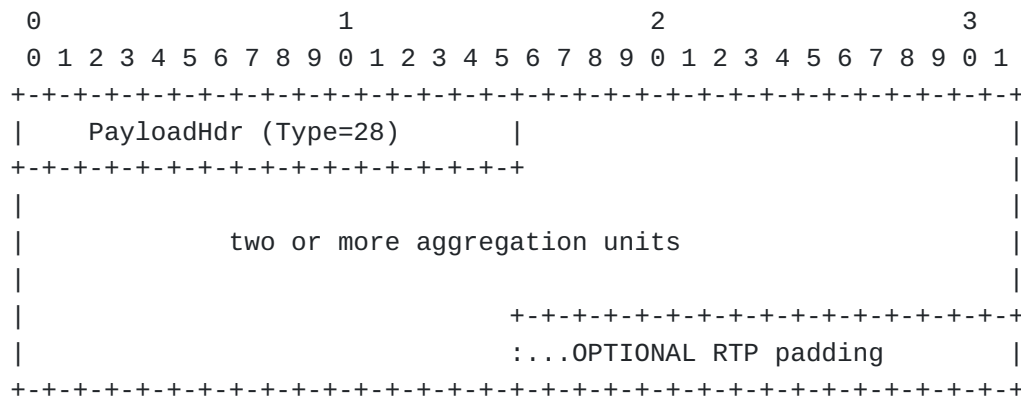 0                   1                   2                   3
 0 1 2 3 4 5 6 7 8 9 0 1 2 3 4 5 6 7 8 9 0 1 2 3 4 5 6 7 8 9 0 1
+-+-+-+-+-+-+-+-+-+-+-+-+-+-+-+-+-+-+-+-+-+-+-+-+-+-+-+-+-+-+-+-+
|    PayloadHdr (Type=28)       |                               |
+-+-+-+-+-+-+-+-+-+-+-+-+-+-+-+-+                               |
|                                                               |
|             two or more aggregation units                     |
|                                                               |
|                               +-+-+-+-+-+-+-+-+-+-+-+-+-+-+-+-+
|                               :...OPTIONAL RTP padding        |
+-+-+-+-+-+-+-+-+-+-+-+-+-+-+-+-+-+-+-+-+-+-+-+-+-+-+-+-+-+-+-+-+